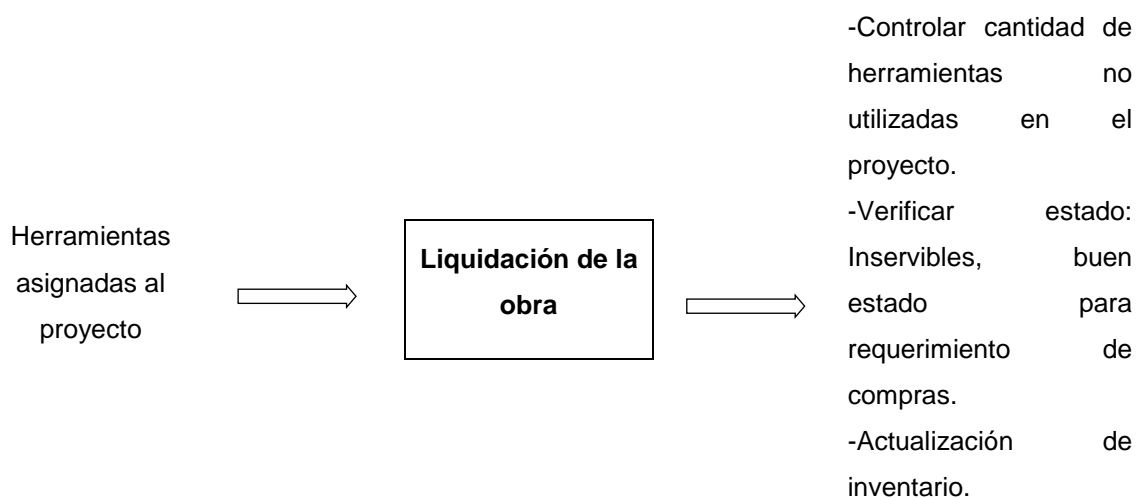 Herramientas
asignadas al
proyecto
Liquidación de la
obra
-Controlar cantidad de
herramientas no
utilizadas en el
proyecto.
-Verificar estado:
Inservibles, buen
estado para
requerimiento de
compras.
-Actualización de
inventario.